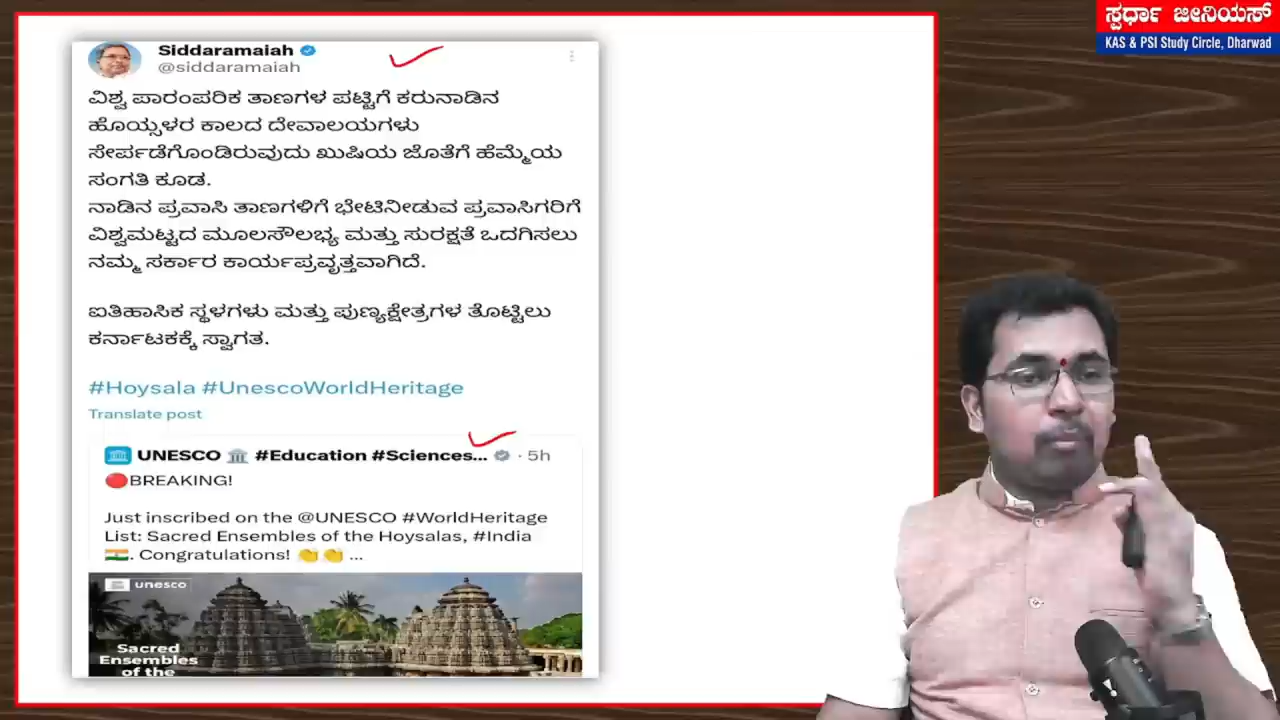 ಸ್ಪರ್ಧಾ ಜೀನಿಯಸ್
KAS & PSI Study Circle, Dharwad
Siddaramaiah
@siddaramaiah
ವಿಶ್ವ ಪಾರಂಪರಿಕ ತಾಣಗಳ ಪಟ್ಟಿಗೆ ಕರುನಾಡಿನ
ಹೊಯ್ಸಳರ ಕಾಲದ ದೇವಾಲಯಗಳು
ಸೇರ್ಪಡೆಗೊಂಡಿರುವುದು ಖುಷಿಯ ಜೊತೆಗೆ ಹೆಮ್ಮೆಯ
ಸಂಗತಿ ಕೂಡ.
ನಾಡಿನ ಪ್ರವಾಸಿ ತಾಣಗಳಿಗೆ ಭೇಟಿನೀಡುವ ಪ್ರವಾಸಿಗರಿಗೆ
ವಿಶ್ವಮಟ್ಟದ ಮೂಲಸೌಲಭ್ಯ ಮತ್ತು ಸುರಕ್ಷತೆ ಒದಗಿಸಲು
ನಮ್ಮ ಸರ್ಕಾರ ಕಾರ್ಯಪ್ರವೃತ್ತವಾಗಿದೆ.
ಐತಿಹಾಸಿಕ ಸ್ಥಳಗಳು ಮತ್ತು ಪುಣ್ಯಕ್ಷೇತ್ರಗಳ ತೊಟ್ಟಿಲು
ಕರ್ನಾಟಕಕ್ಕೆ ಸ್ವಾಗತ.
#Hoysala #UnescoWorldHeritage
Translate post
UNESCO 🏛️ #Education #Sciences... · 5h
🔴BREAKING!
Just inscribed on the @UNESCO #WorldHeritage
List: Sacred Ensembles of the Hoysalas, #India
🇮🇳. Congratulations! 👏 👏 ...
unesco
Sacred
Ensembles
of the